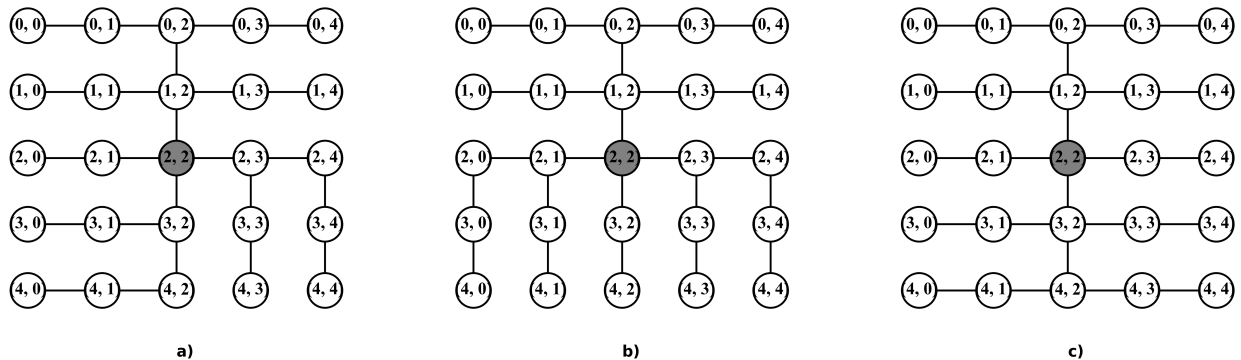 0, 0 0, 1 0, 2 0, 3 0, 4 0, 0 0, 1 0, 2 0, 3 0, 4 0, 0 0, 1 0, 2 0, 3 0, 4
1, 0 1, 1 1, 2 1, 3 1, 4 1, 0 1, 1 1, 2 1, 3 1, 4 1, 0 1, 1 1, 2 1, 3 1, 4
2, 0 2, 1 2, 2 2, 3 2, 4 2, 0 2, 1 2, 2 2, 3 2, 4 2, 0 2, 1 2, 2 2, 3 2, 4
3, 0 3, 1 3, 2 3, 3 3, 4 3, 0 3, 1 3, 2 3, 3 3, 4 3, 0 3, 1 3, 2 3, 3 3, 4
4, 0 4, 1 4, 2 4, 3 4, 4 4, 0 4, 1 4, 2 4, 3 4, 4 4, 0 4, 1 4, 2 4, 3 4, 4
a) b) c)